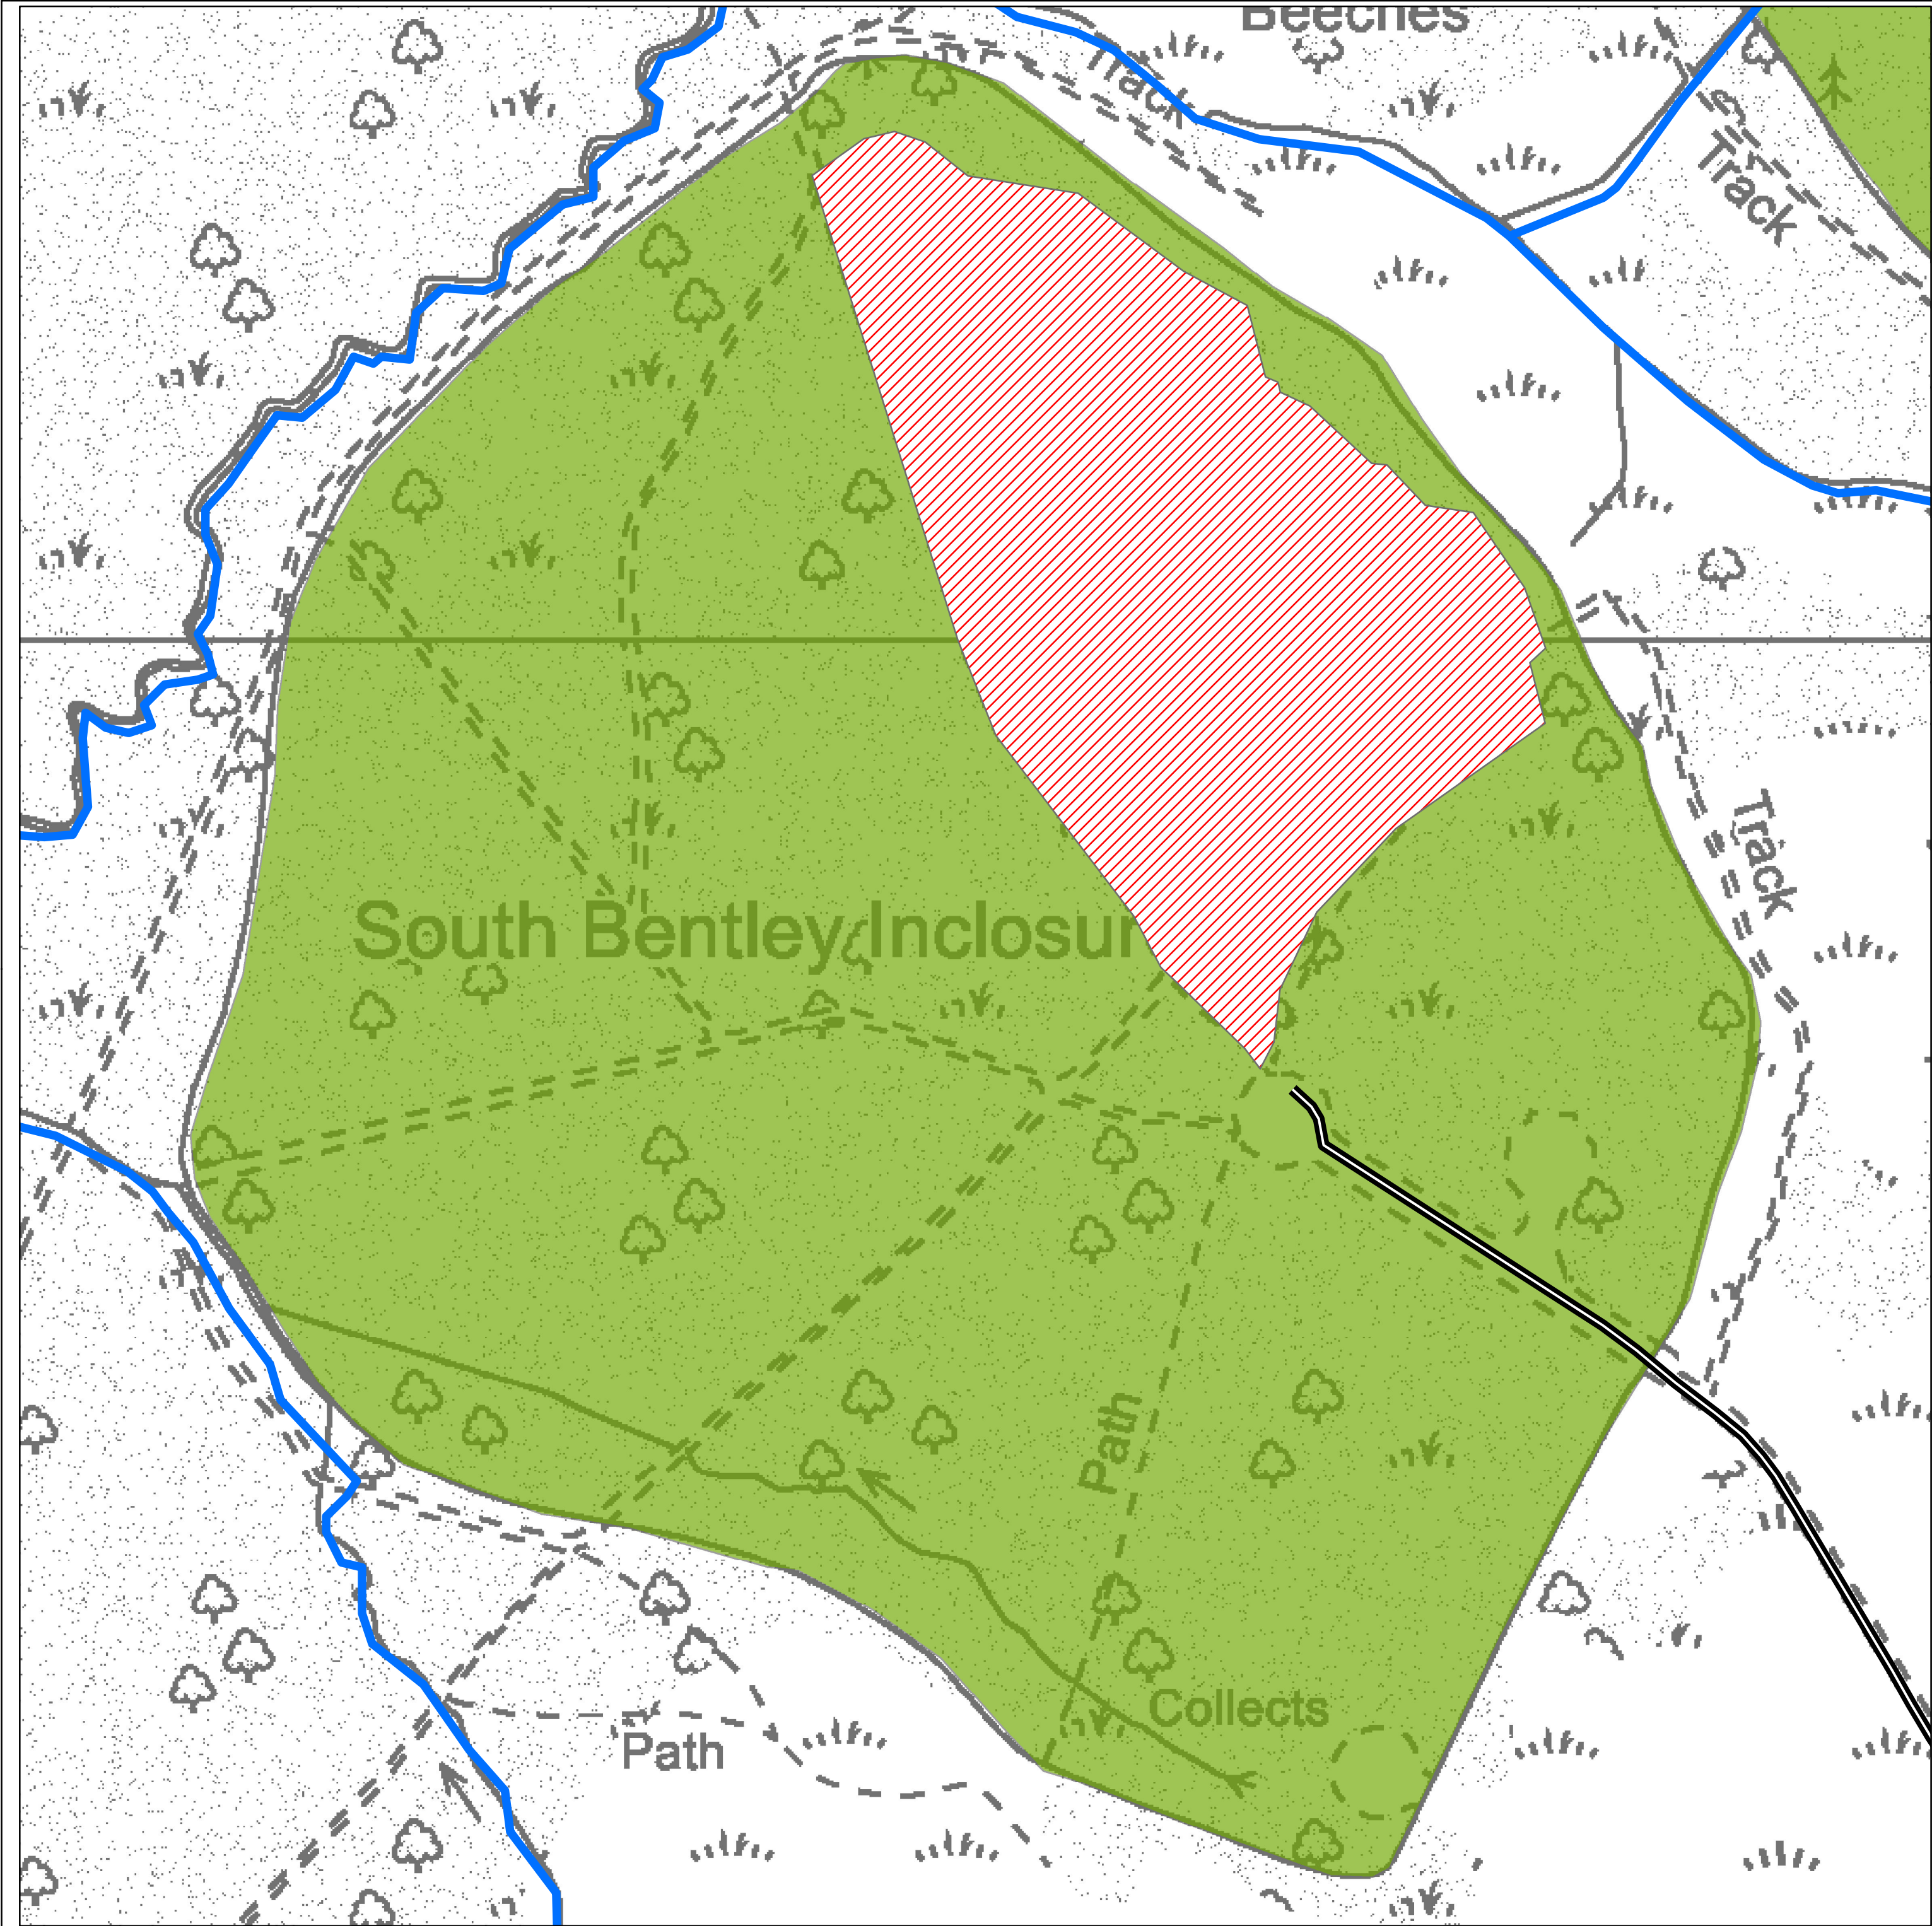 Beeches
Track
Track
Track
South Bentley Inclosur
Path
Collects
Path